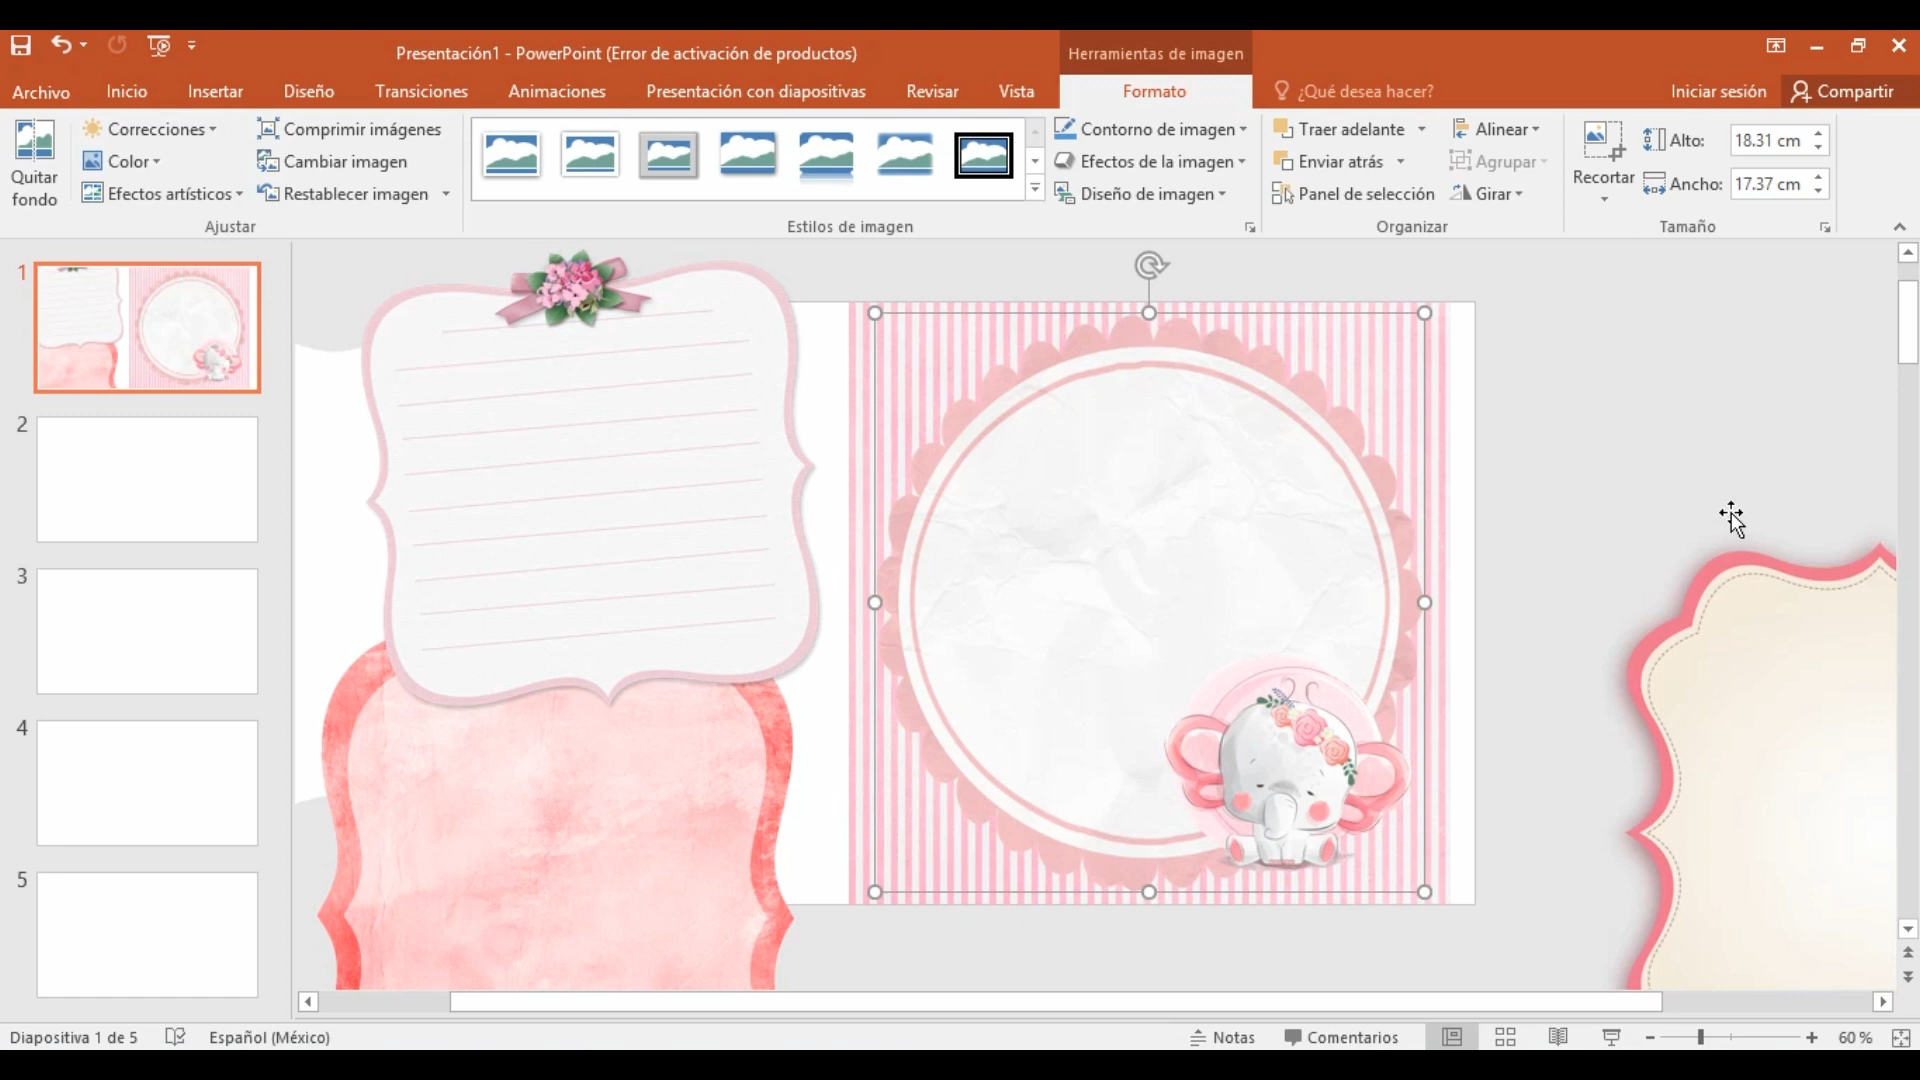 Presentación1 - PowerPoint (Error de activación de productos)
Herramientas de imagen
Archivo
Inicio
Insertar
Diseño
Transiciones
Animaciones
Presentación con diapositivas
Revisar
Vista
Formato
¿Qué desea hacer?
Iniciar sesión
Compartir
Quitar
fondo
Correcciones
Color
Efectos artísticos
Comprimir imágenes
Cambiar imagen
Restablecer imagen
Ajustar
Estilos de imagen
Contorno de imagen
Efectos de la imagen
Diseño de imagen
Traer adelante
Enviar atrás
Panel de selección
Alinear
Agrupar
Girar
Organizar
Recortar
Alto:
18.31 cm
Ancho:
17.37 cm
Tamaño
1
2
3
4
5
Diapositiva 1 de 5
Español (México)
Notas
Comentarios
60 %